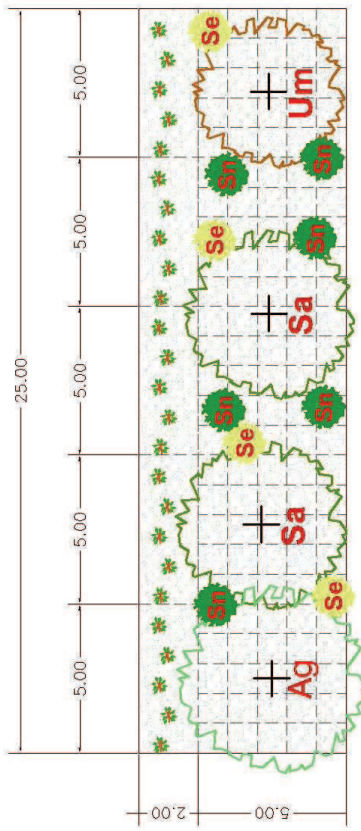 25.00
5.00 5.00 5.00 5.00 5.00
2.00
Sn Sn Se Sn Se
Se
5.00
Ag Sa Sa Um
Se Sn Sn Sn